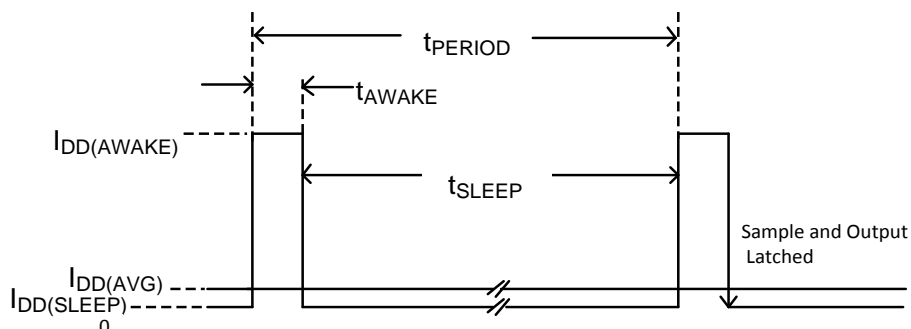 tPERIOD
tAWAKE
IDD(AWAKE)
tSLEEP
Sample and Output
Latched
IDD(AVG)
IDD(SLEEP)
0